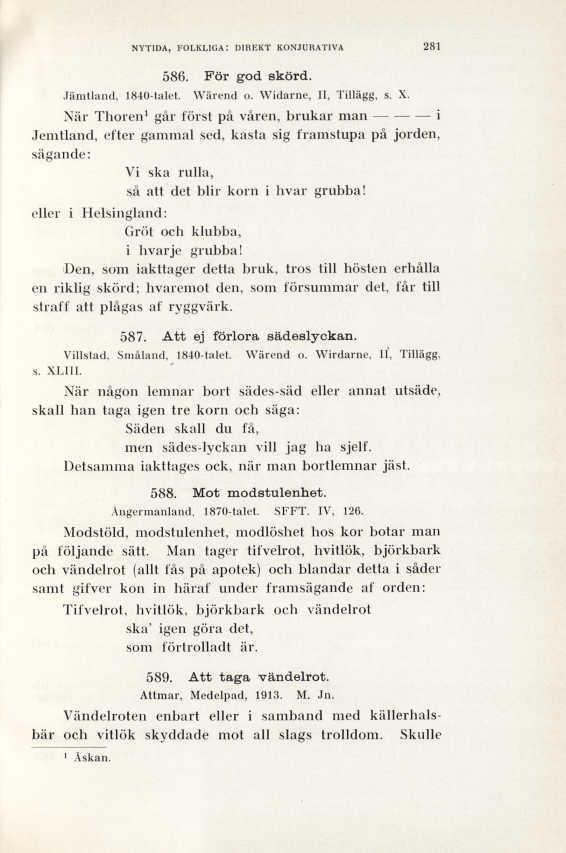 NYTIDA, FOLKLIGA: DIREKT KONJURATIVA 281
586. För god skörd.
Jämtland, 1840-talet. Wärend o. Widarne, II, Tillägg, s. X.
När Thoren¹ går först på våren, brukar man — — — i
Jemtland, efter gammal sed, kasta sig framstupa på jorden,
sägande:
Vi ska rulla,
så att det blir korn i hvar grubba!
eller i Helsingland:
Gröt och klubba,
i hvarje grubba!
Den, som iakttager detta bruk, tros till hösten erhålla
en riklig skörd; hvaremot den, som försummar det, får till
straff att plågas af ryggvärk.
587. Att ej förlora sädeslyckan.
Villstad, Småland, 1840-talet. Wärend o. Wirdarne, II, Tillägg,
s. XLIII.
När någon lemnar bort sädes-säd eller annat utsäde,
skall han taga igen tre korn och säga:
Säden skall du få,
men sädes-lyckan vill jag ha sjelf.
Detsamma iakttages ock, när man bortlemnar jäst.
588. Mot modstulenhet.
Ångermanland, 1870-talet. SFFT. IV, 126.
Modstöld, modstulenhet, modlöshet hos kor botar man
på följande sätt. Man tager tifvelrot, hvitlök, björkbark
och vändelrot (allt fås på apotek) och blandar detta i såder
samt gifver kon in häraf under framsägande af orden:
Tifvelrot, hvitlök, björkbark och vändelrot
ska' igen göra det,
som förtrolladt är.
589. Att taga vändelrot.
Attmar, Medelpad, 1913. M. Jn.
Vändelroten enbart eller i samband med källerhals-
bär och vitlök skyddade mot all slags trolldom. Skulle
¹ Åskan.